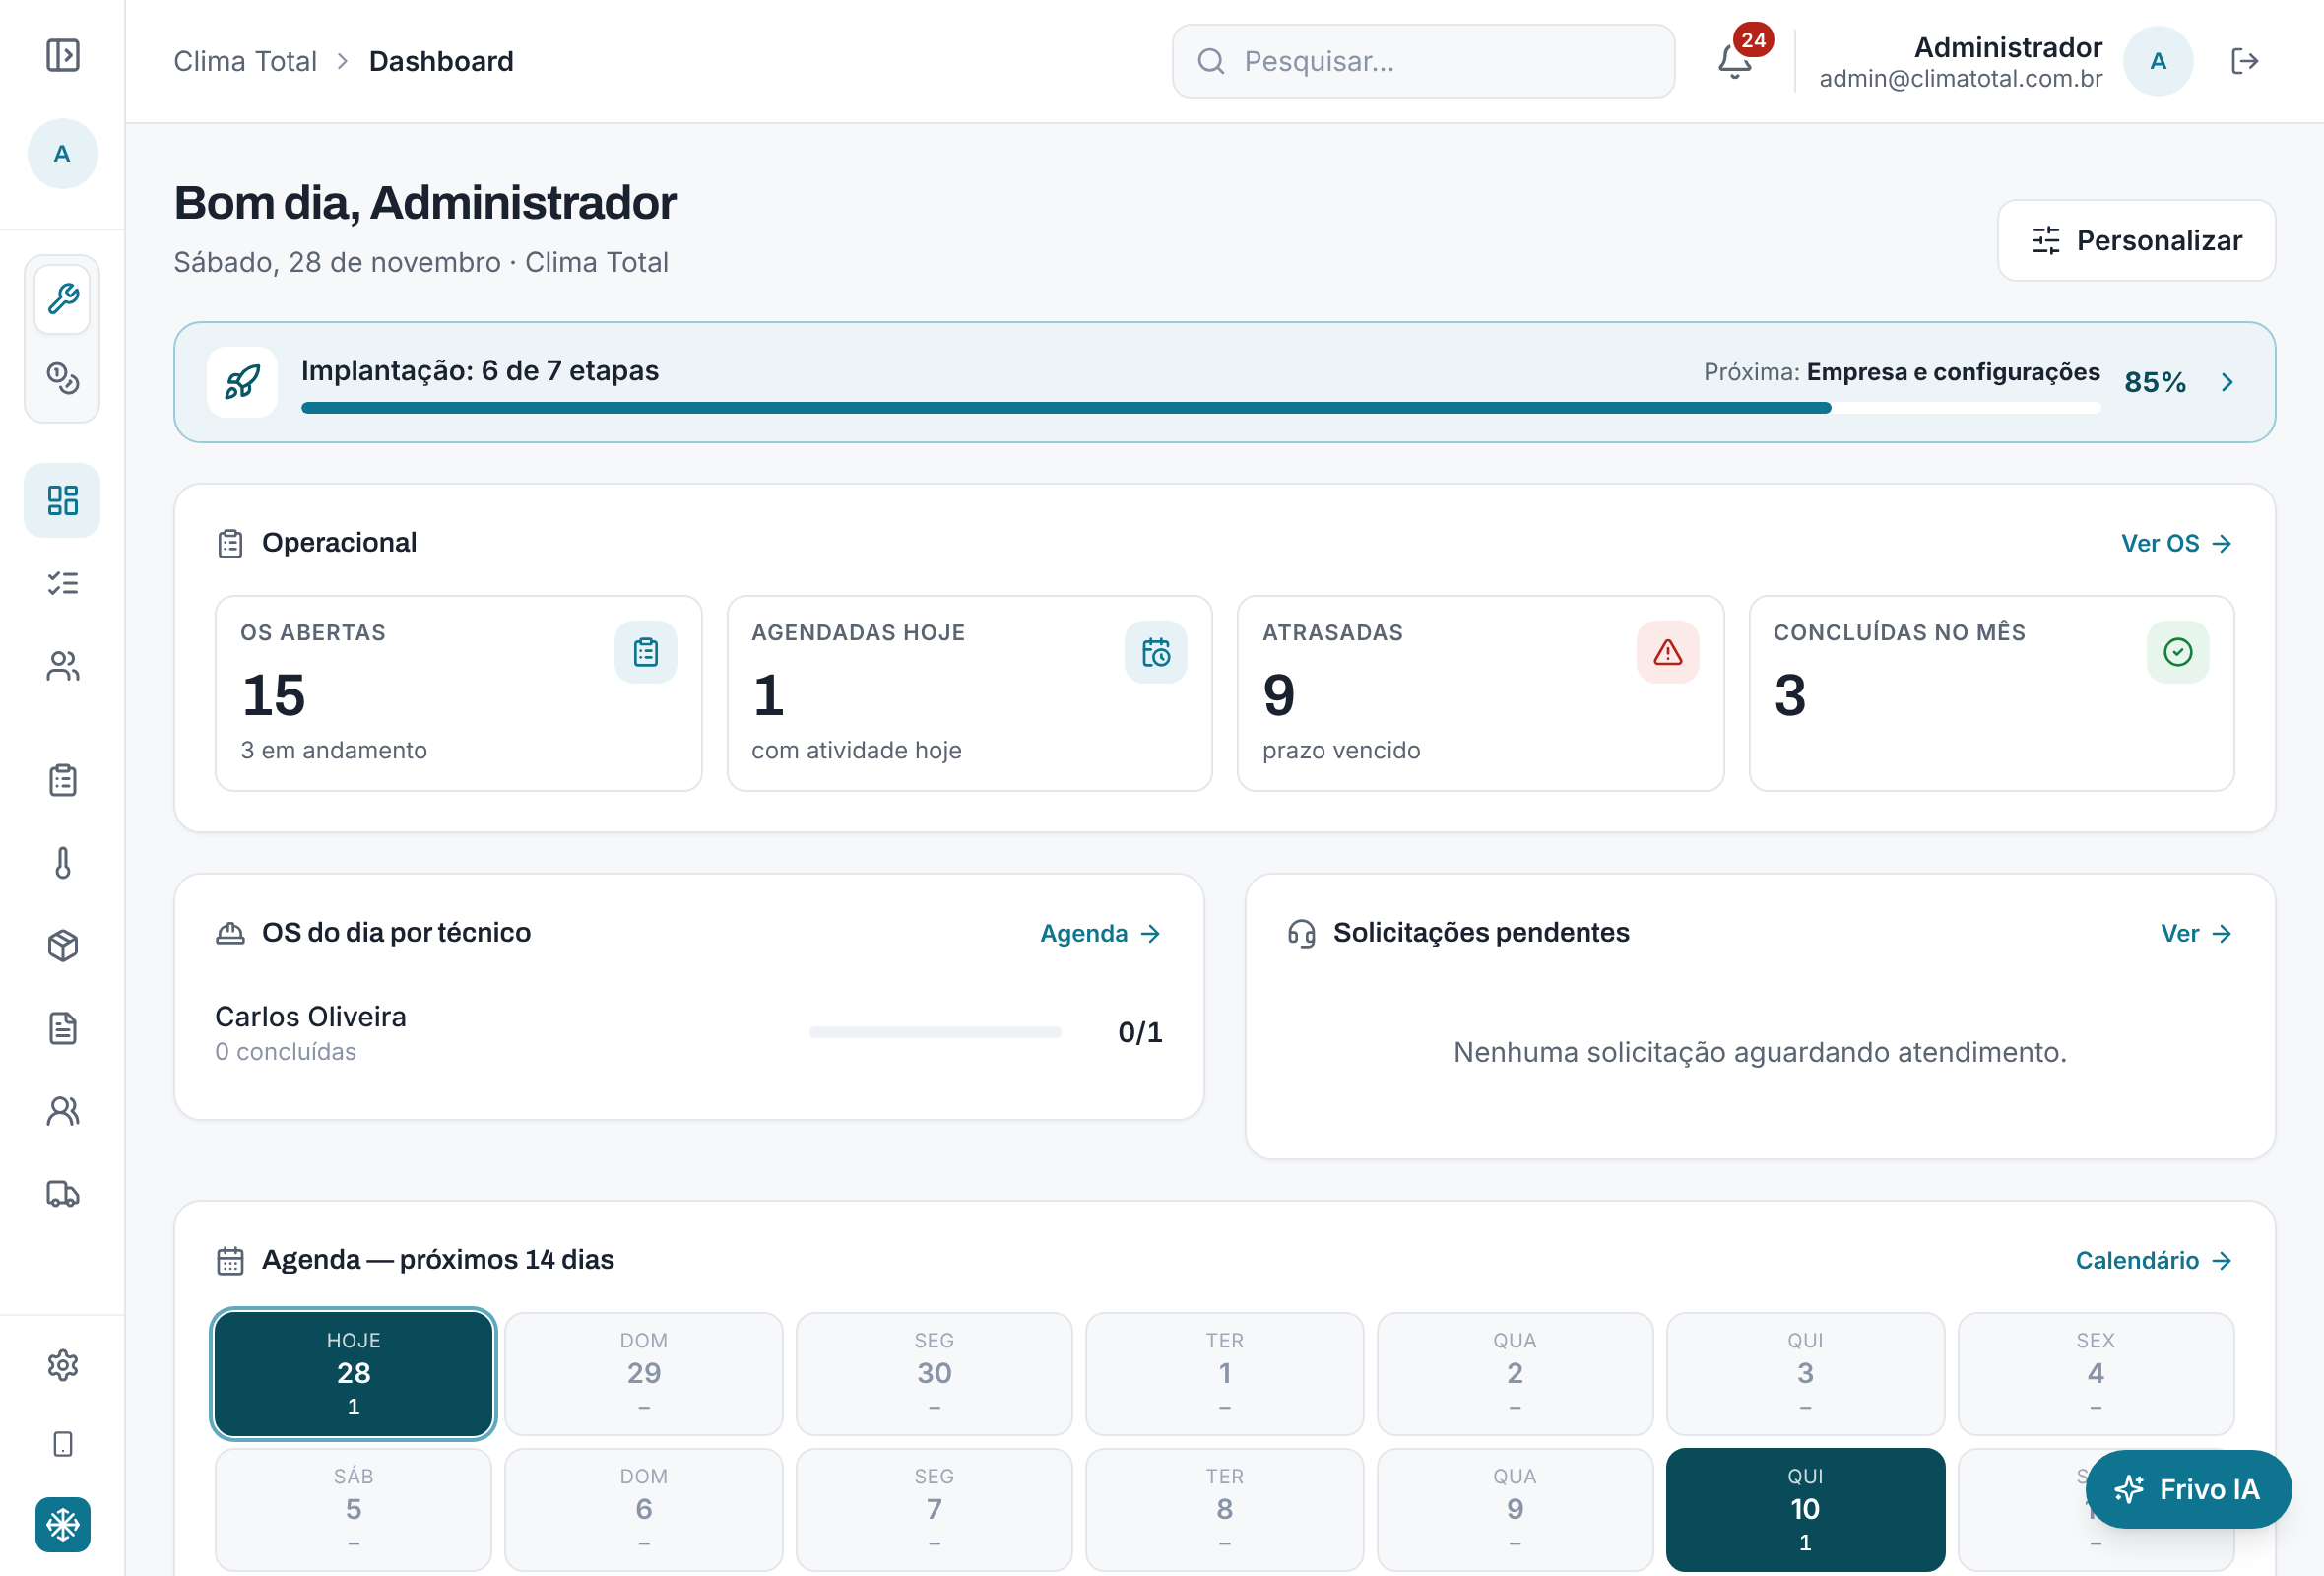 Clima Total
Dashboard
Pesquisar...
24
Administrador
admin@climatotal.com.br
A
A
Bom dia, Administrador
Sábado, 28 de novembro · Clima Total
Personalizar
Implantação: 6 de 7 etapas
Próxima: Empresa e configurações
85%
Operacional
Ver OS
OS ABERTAS
15
3 em andamento
AGENDADAS HOJE
1
com atividade hoje
ATRASADAS
9
prazo vencido
CONCLUÍDAS NO MÊS
3
OS do dia por técnico
Agenda
Carlos Oliveira
0 concluídas
0/1
Solicitações pendentes
Ver
Nenhuma solicitação aguardando atendimento.
Agenda — próximos 14 dias
Calendário
HOJE
28
1
DOM
29
–
SEG
30
–
TER
1
–
QUA
2
–
QUI
3
–
SEX
4
–
SÁB
5
–
DOM
6
–
SEG
7
–
TER
8
–
QUA
9
–
QUI
10
1
–
Frivo IA